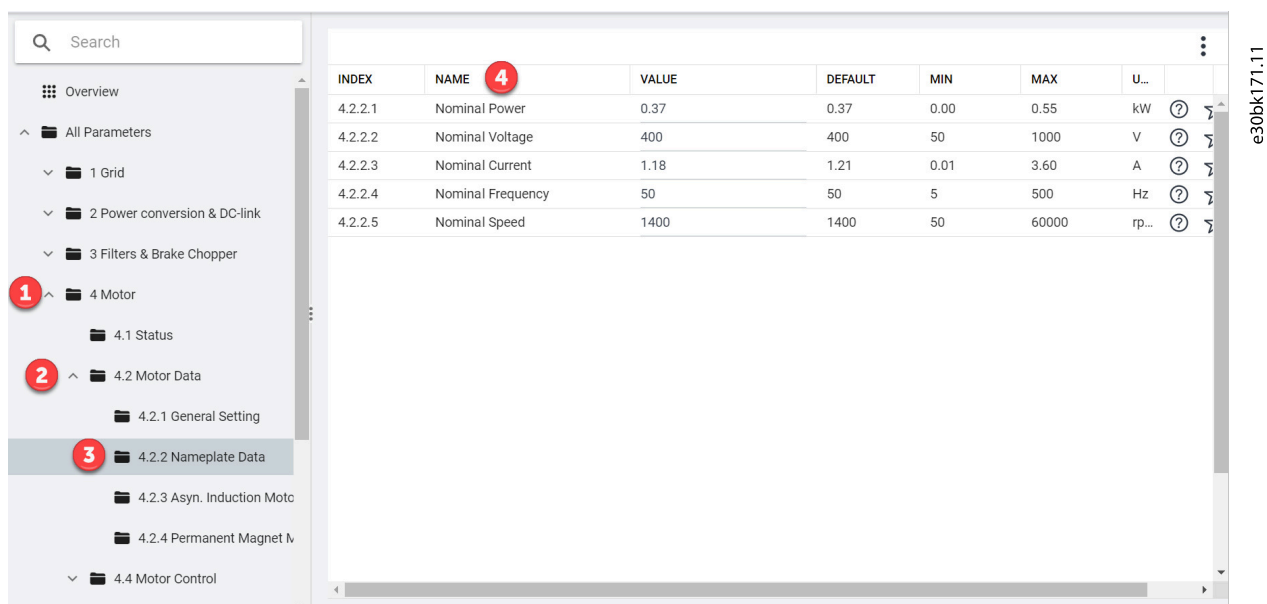 Search
Overview
All Parameters
1 Grid
2 Power conversion & DC-link
3 Filters & Brake Chopper
1 4 Motor
4.1 Status
2 4.2 Motor Data
4.2.1 General Setting
3 4.2.2 Nameplate Data
4.2.3 Asyn. Induction Moto
4.2.4 Permanent Magnet M
4.4 Motor Control
INDEX NAME 4 VALUE DEFAULT MIN MAX U...
4.2.2.1 Nominal Power 0.37 0.37 0.00 0.55 kW ?
4.2.2.2 Nominal Voltage 400 400 50 1000 V ?
4.2.2.3 Nominal Current 1.18 1.21 0.01 3.60 A ?
4.2.2.4 Nominal Frequency 50 50 5 500 Hz ?
4.2.2.5 Nominal Speed 1400 1400 50 60000 rp... ?
e30bk171.11